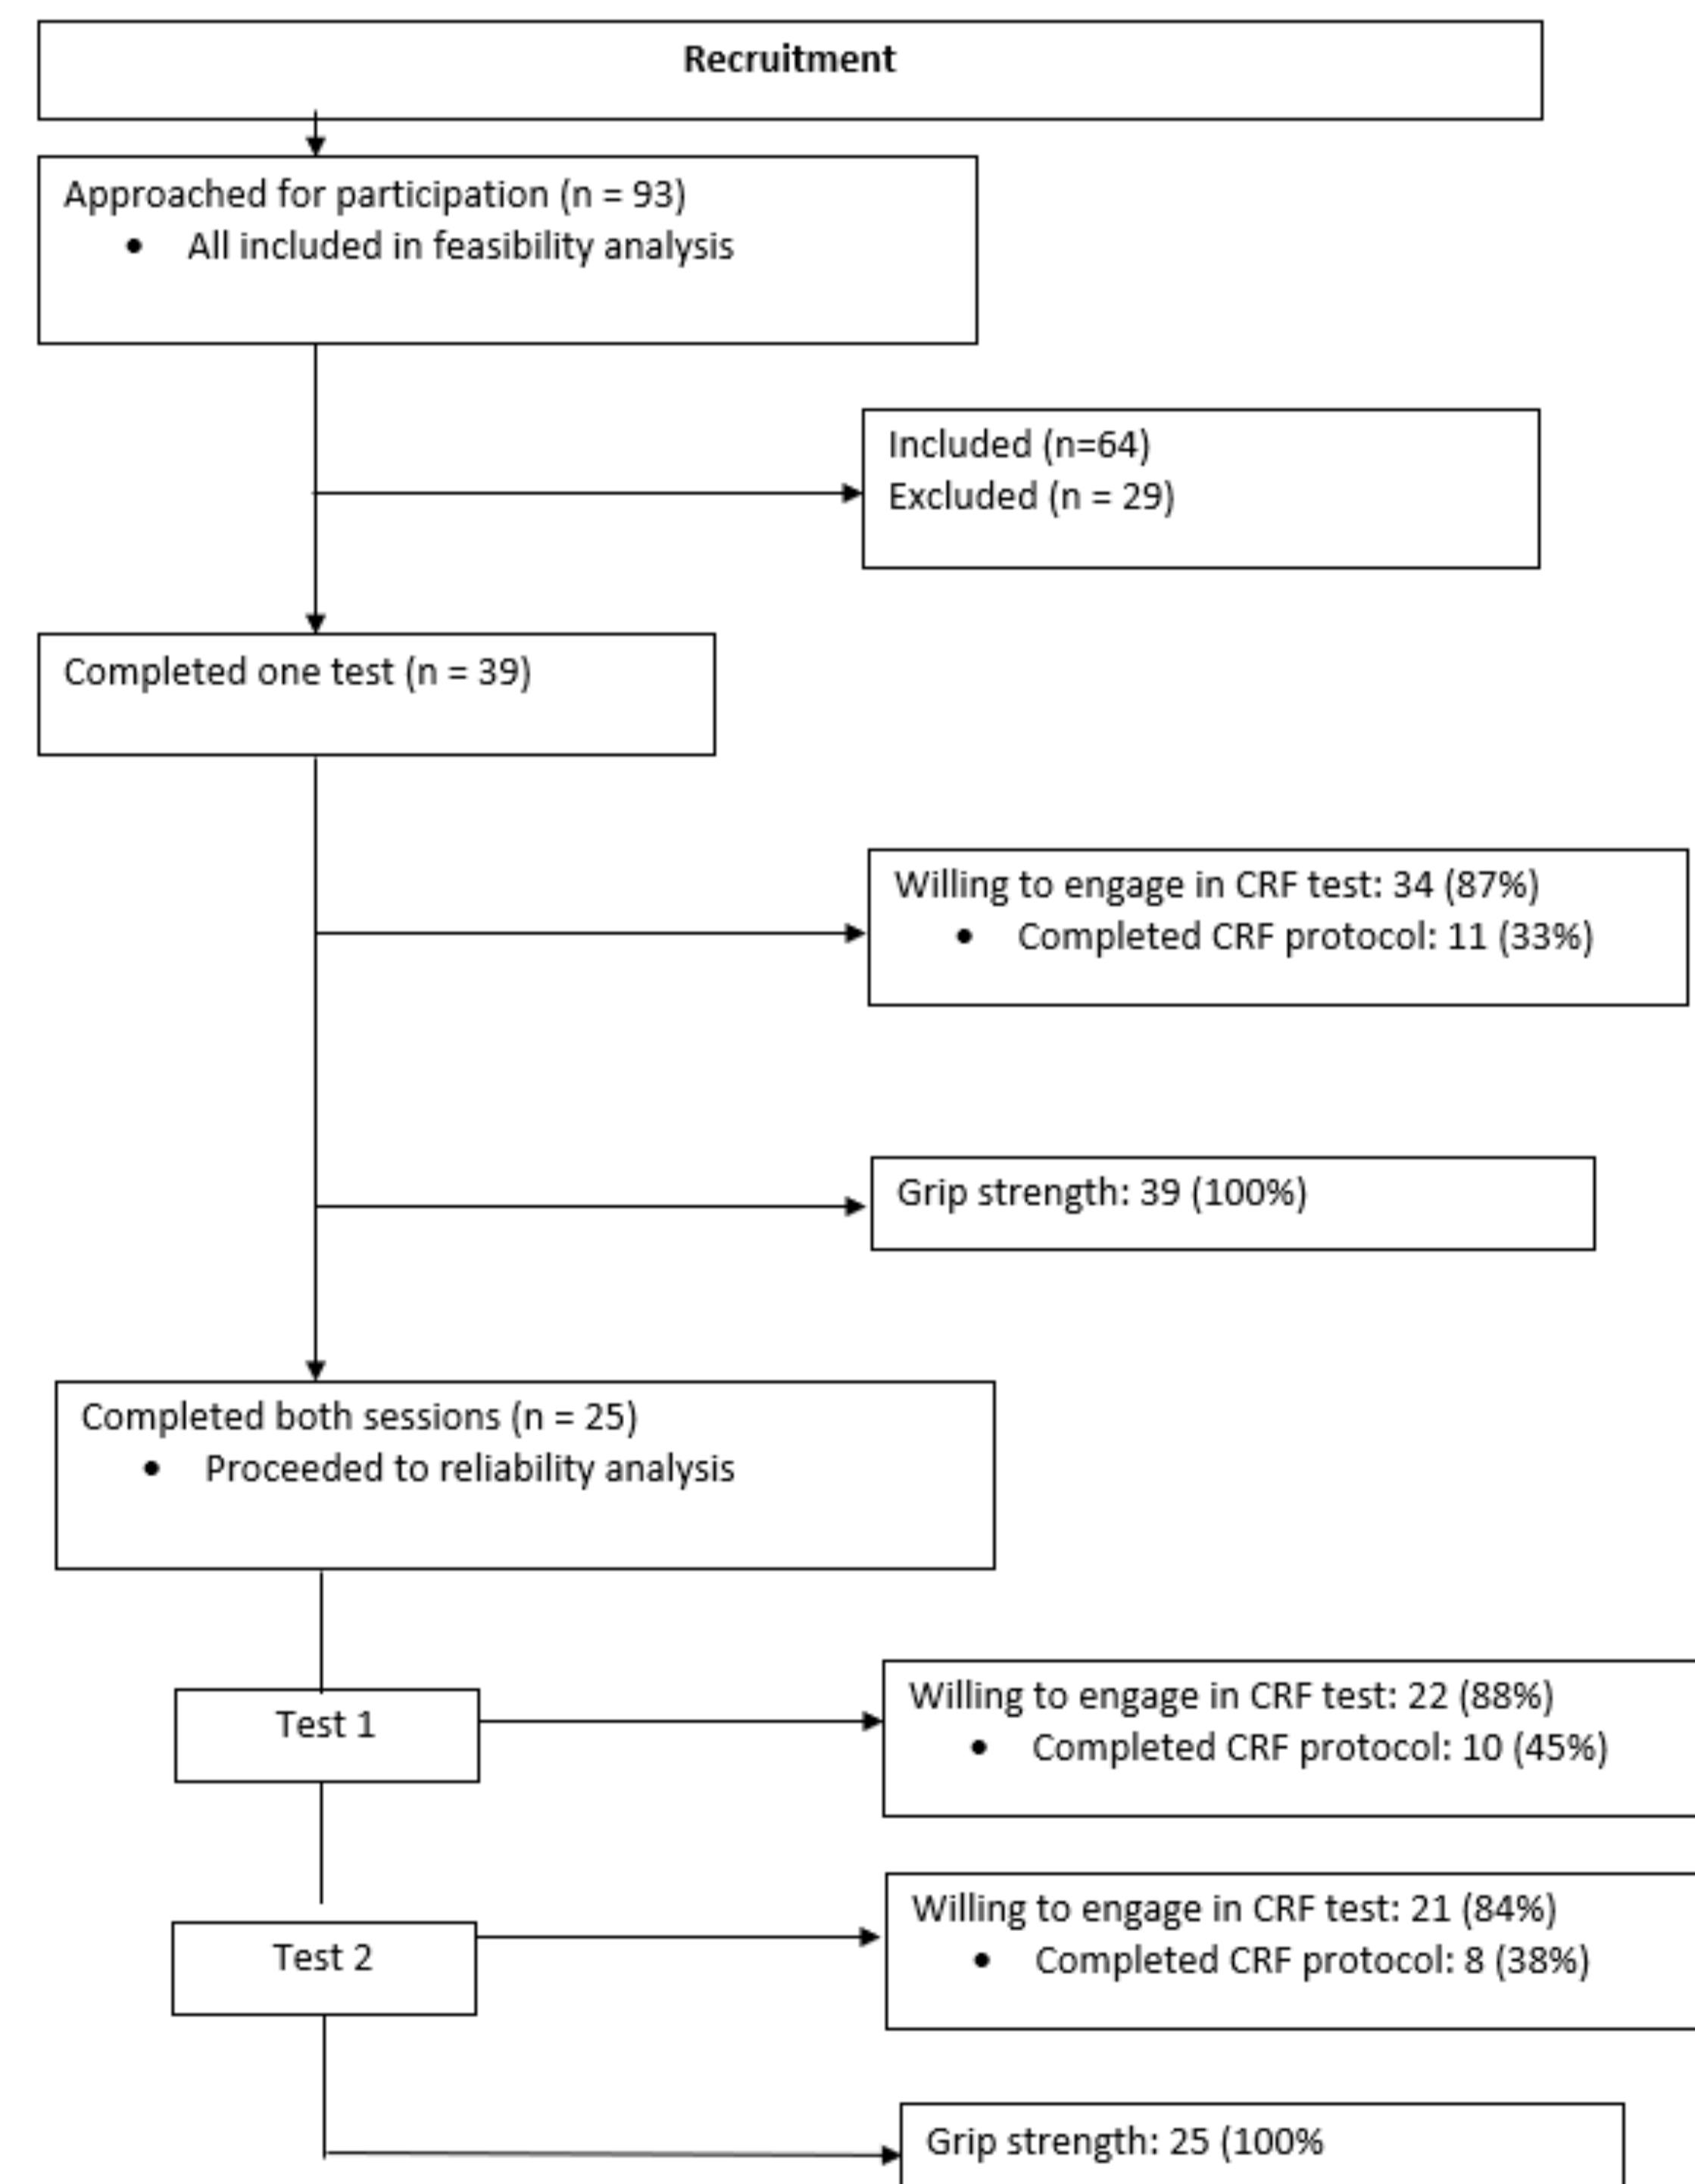 Recruitment
Approached for participation (n = 93)
• All included in feasibility analysis
Included (n=64)
Excluded (n = 29)
Completed one test (n = 39)
Willing to engage in CRF test: 34 (87%)
• Completed CRF protocol: 11 (33%)
Grip strength: 39 (100%)
Completed both sessions (n = 25)
• Proceeded to reliability analysis
Test 1
Willing to engage in CRF test: 22 (88%)
• Completed CRF protocol: 10 (45%)
Test 2
Willing to engage in CRF test: 21 (84%)
• Completed CRF protocol: 8 (38%)
Grip strength: 25 (100%